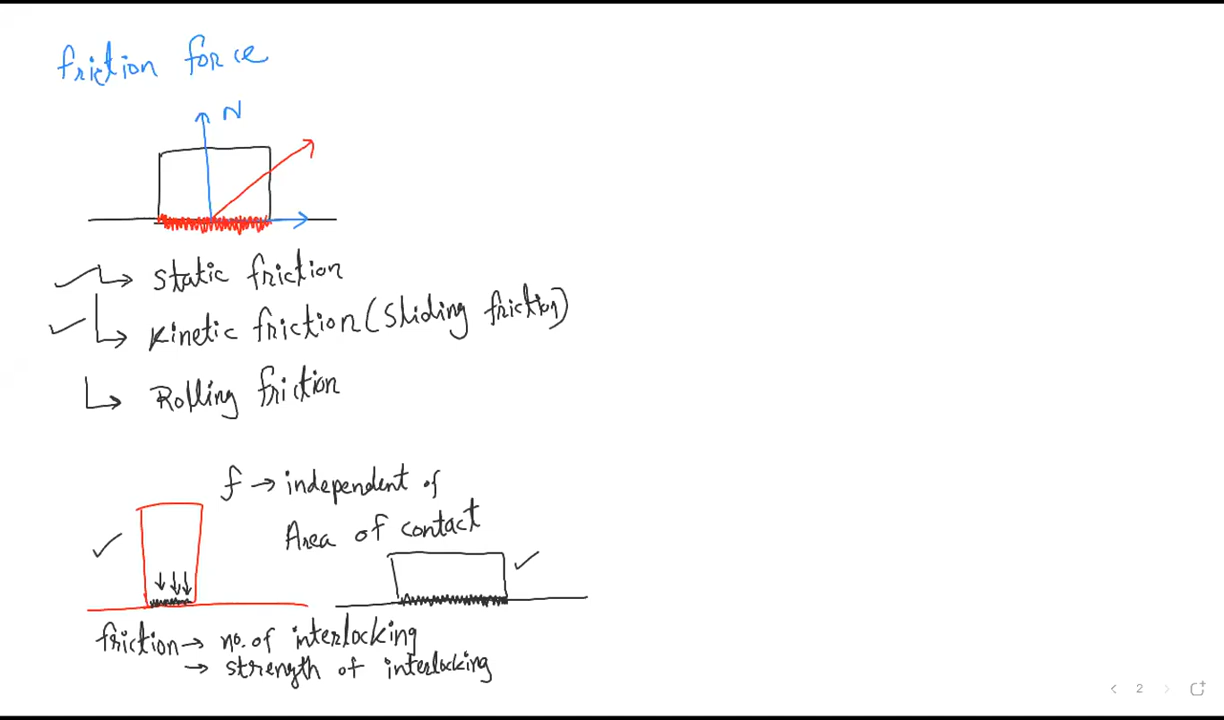 friction force
N
static friction
Kinetic friction (Sliding friction)
Rolling friction
f → independent of
Area of contact
friction → no. of interlocking
→ strength of interlocking
2